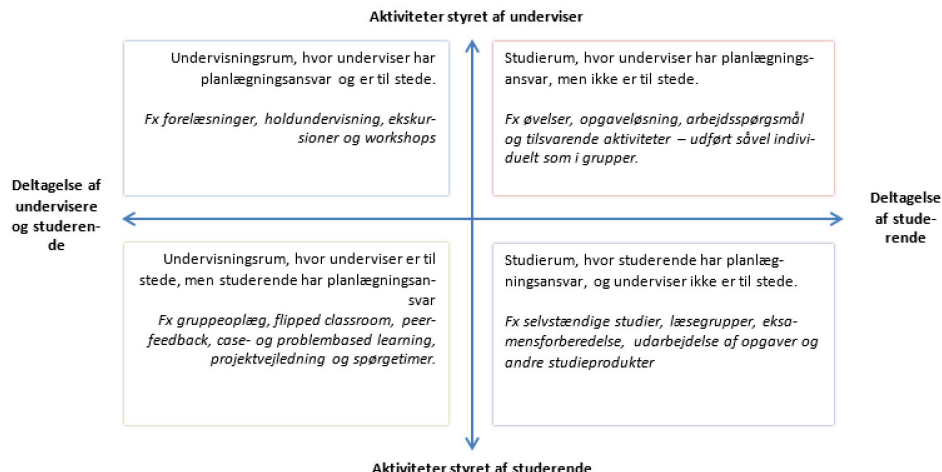 Aktiviteter styret af underviser
Undervisningsrum, hvor underviser har
planlægningsansvar og er til stede.
Fx forelæsninger, holdundervisning, ekskur-
sioner og workshops
Studierum, hvor underviser har planlægnings-
ansvar, men ikke er til stede.
Fx øvelser, opgaveløsning, arbejdsspørgsmål
og tilsvarende aktiviteter – udført såvel indivi-
duelt som i grupper.
Deltagelse af
undervisere
og studeren-
de
Deltagelse
af stude-
rende
Undervisningsrum, hvor underviser er til
stede, men studerende har planlægningsan-
svar
Fx gruppeoplæg, flipped classroom, peer-
feedback, case- og problembased learning,
projektvejledning og spørgetimer.
Studierum, hvor studerende har planlæg-
ningsansvar, og underviser ikke er til stede.
Fx selvstændige studier, læsegrupper, eksa-
mensforberedelse, udarbejdelse af opgaver og
andre studieprodukter
Aktiviteter styret af studerende